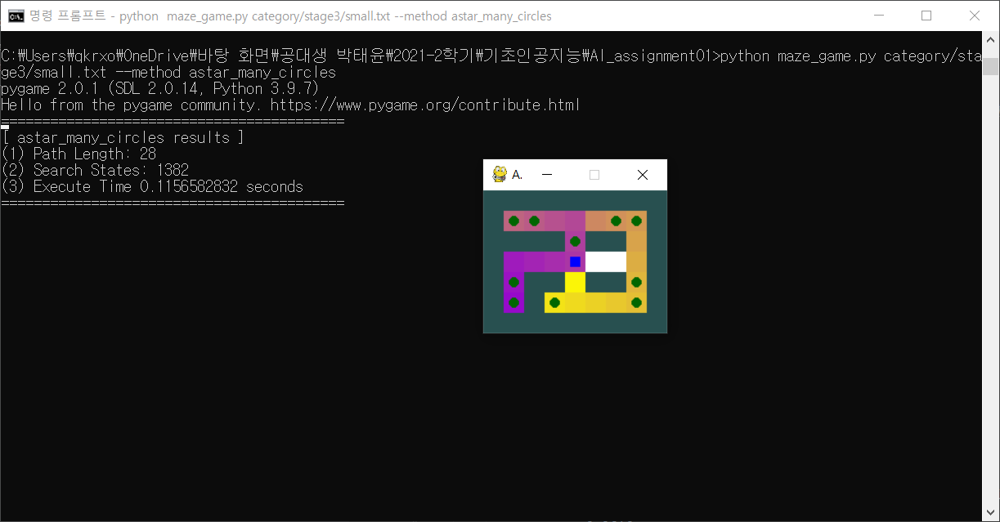 명령 프롬프트 - python  maze_game.py category/stage3/small.txt --method astar_many_circles
C:₩Users₩qkrxo₩OneDrive₩바탕 화면₩공대생 박태윤₩2021-2학기₩기초인공지능₩AI_assignment01>python maze_game.py category/sta
ge3/small.txt --method astar_many_circles
pygame 2.0.1 (SDL 2.0.14, Python 3.9.7)
Hello from the pygame community. https://www.pygame.org/contribute.html
==========================================
[ astar_many_circles results ]
(1) Path Length: 28
(2) Search States: 1382
(3) Execute Time 0.1156582832 seconds
==========================================
A.